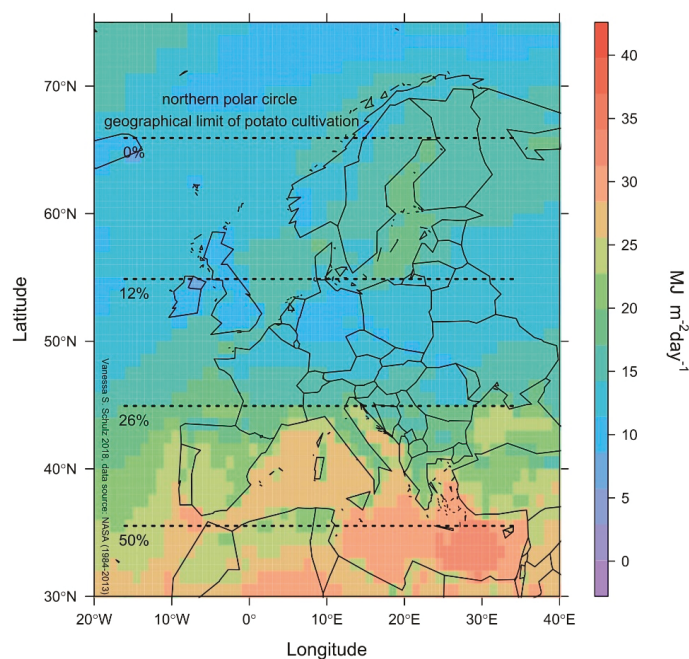 70°N
60°N
50°N
40°N
30°N
Latitude
northern polar circle
geographical limit of potato cultivation
0%
12%
26%
50%
Vanessa S. Schulz 2018, data source: NASA (1984-2013)
20°W
10°W
0°
10°E
20°E
30°E
40°E
Longitude
40
35
30
25
20
15
10
5
0
MJ m⁻²day⁻¹